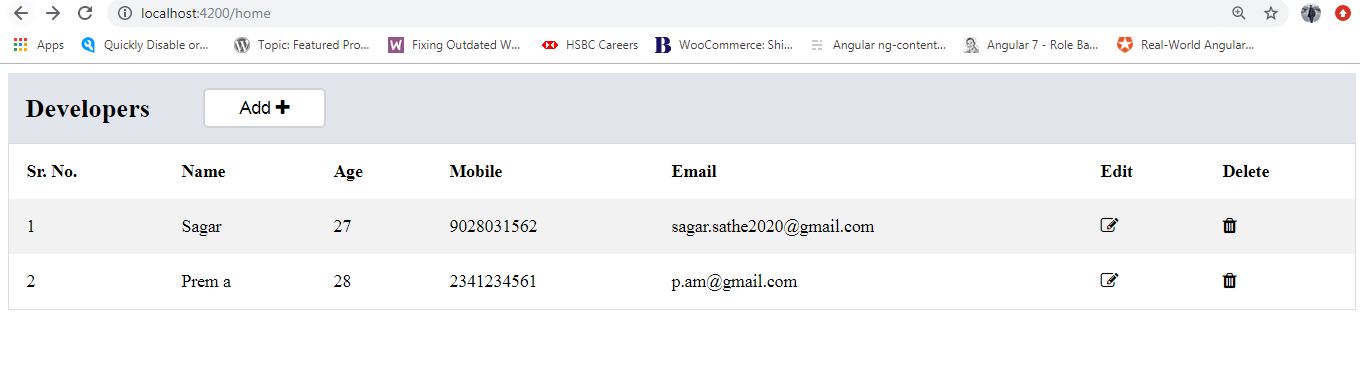 localhost:4200/home
Apps Quickly Disable or... Topic: Featured Pro... Fixing Outdated W... HSBC Careers WooCommerce: Shi... Angular ng-content... Angular 7 - Role Ba... Real-World Angular...
Developers Add
Sr. No. Name Age Mobile Email Edit Delete
1 Sagar 27 9028031562 sagar.sathe2020@gmail.com
2 Prem a 28 2341234561 p.am@gmail.com